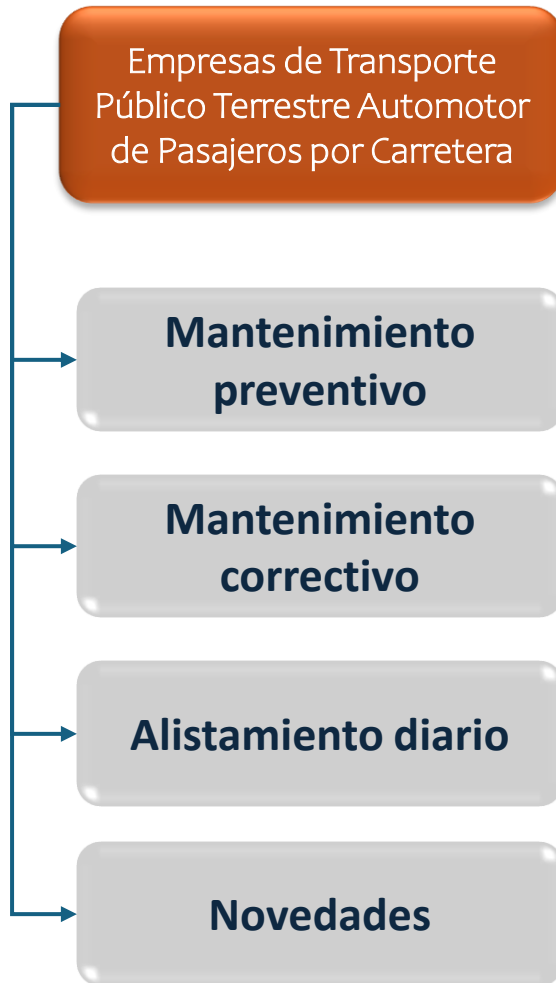 Empresas de Transporte
Público Terrestre Automotor
de Pasajeros por Carretera
Mantenimiento
preventivo
Mantenimiento
correctivo
Alistamiento diario
Novedades